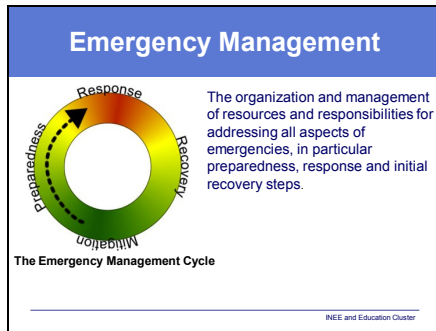 Emergency Management
Response
Preparedness
Recovery
Mitigation
The Emergency Management Cycle
The organization and management
of resources and responsibilities for
addressing all aspects of
emergencies, in particular
preparedness, response and initial
recovery steps.
INEE and Education Cluster